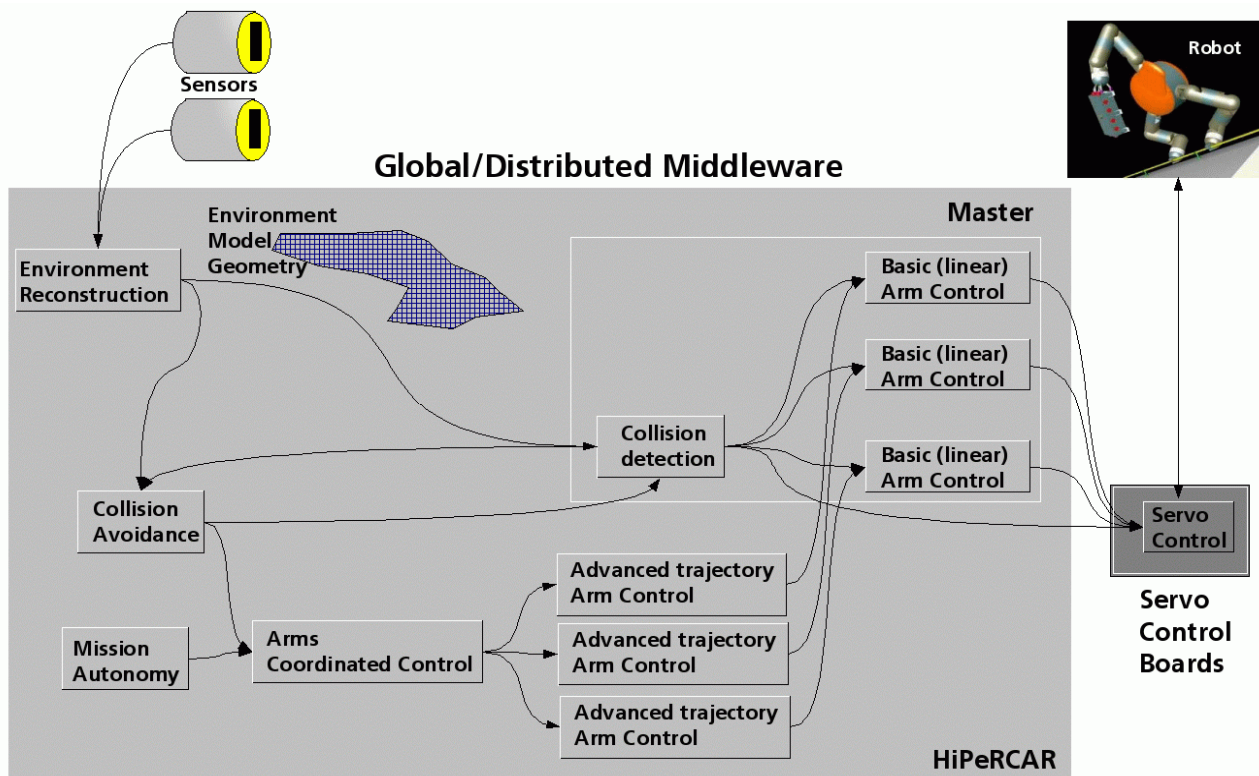 Sensors
Robot
Global/Distributed Middleware
Master
Environment
Model
Geometry
Environment
Reconstruction
Basic (linear)
Arm Control
Basic (linear)
Arm Control
Collision
detection
Basic (linear)
Arm Control
Collision
Avoidance
Servo
Control
Advanced trajectory
Arm Control
Servo
Control
Boards
Mission
Autonomy
Arms
Coordinated Control
Advanced trajectory
Arm Control
Advanced trajectory
Arm Control
HiPeRCAR